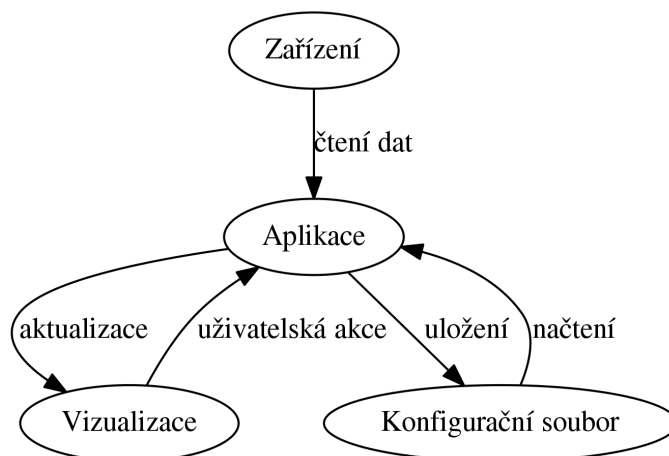 Zařízení
čtení dat
Aplikace
aktualizace
uživatelská akce
uložení
načtení
Vizualizace
Konfigurační soubor